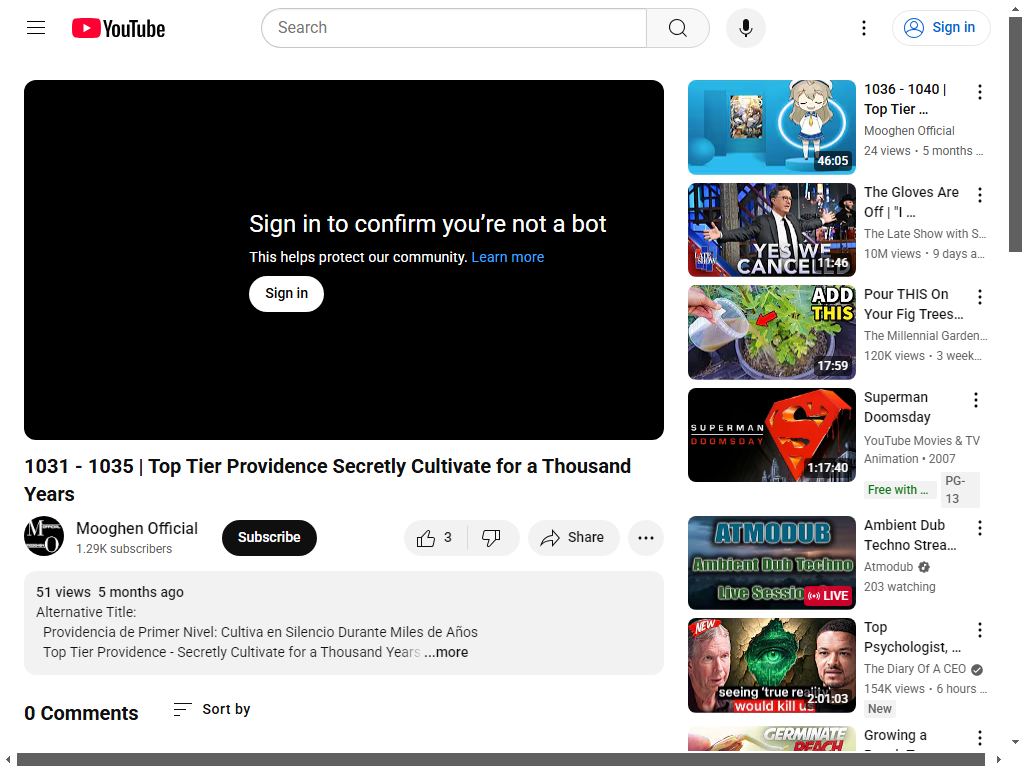 YouTube
Search
Sign in
Sign in to confirm you’re not a bot
This helps protect our community. Learn more
Sign in
1031 - 1035 | Top Tier Providence Secretly Cultivate for a Thousand
Years
Mooghen Official
1.29K subscribers
Subscribe
3
Share
51 views 5 months ago
Alternative Title:
Providencia de Primer Nivel: Cultiva en Silencio Durante Miles de Años
Top Tier Providence - Secretly Cultivate for a Thousand Years ...more
0 Comments
Sort by
46:05
1036 - 1040 |
Top Tier …
Mooghen Official
24 views • 5 months …
LATE SHOW
YES WE
CANCELLED
11:46
The Gloves Are
Off | "I …
The Late Show with S…
10M views • 9 days a…
ADD
THIS
17:59
Pour THIS On
Your Fig Trees…
The Millennial Garden…
120K views • 3 week…
SUPERMAN
DOOMSDAY
1:17:40
Superman
Doomsday
YouTube Movies & TV
Animation • 2007
Free with …
PG-
13
ATMODUB
Ambient Dub Techno
Live Sessio
LIVE
Ambient Dub
Techno Strea…
Atmodub
203 watching
NEW
seeing 'true reality'
would kill us
2:01:03
Top
Psychologist, …
The Diary Of A CEO
154K views • 6 hours …
New
GERMINATE
Growing a